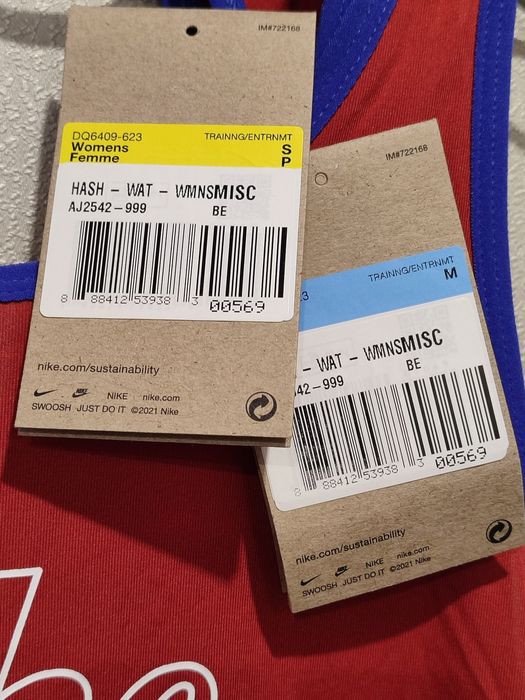 IM#722168
DQ6409-623 TRAINNG/ENTRNMT
Womens S
Femme P
HASH - WAT - WMNSMISC
AJ2542-999 BE
8 88412 53938 3 00569
nike.com/sustainability
NIKE nike.com
SWOOSH JUST DO IT ©2021 Nike
IM#722168
3 TRAINNG/ENTRNMT
M
- WAT - WMNSMISC
42-999 BE
8 88412 53938 3 00569
nike.com/sustainability
NIKE nike.com
SWOOSH JUST DO IT ©2021 Nike